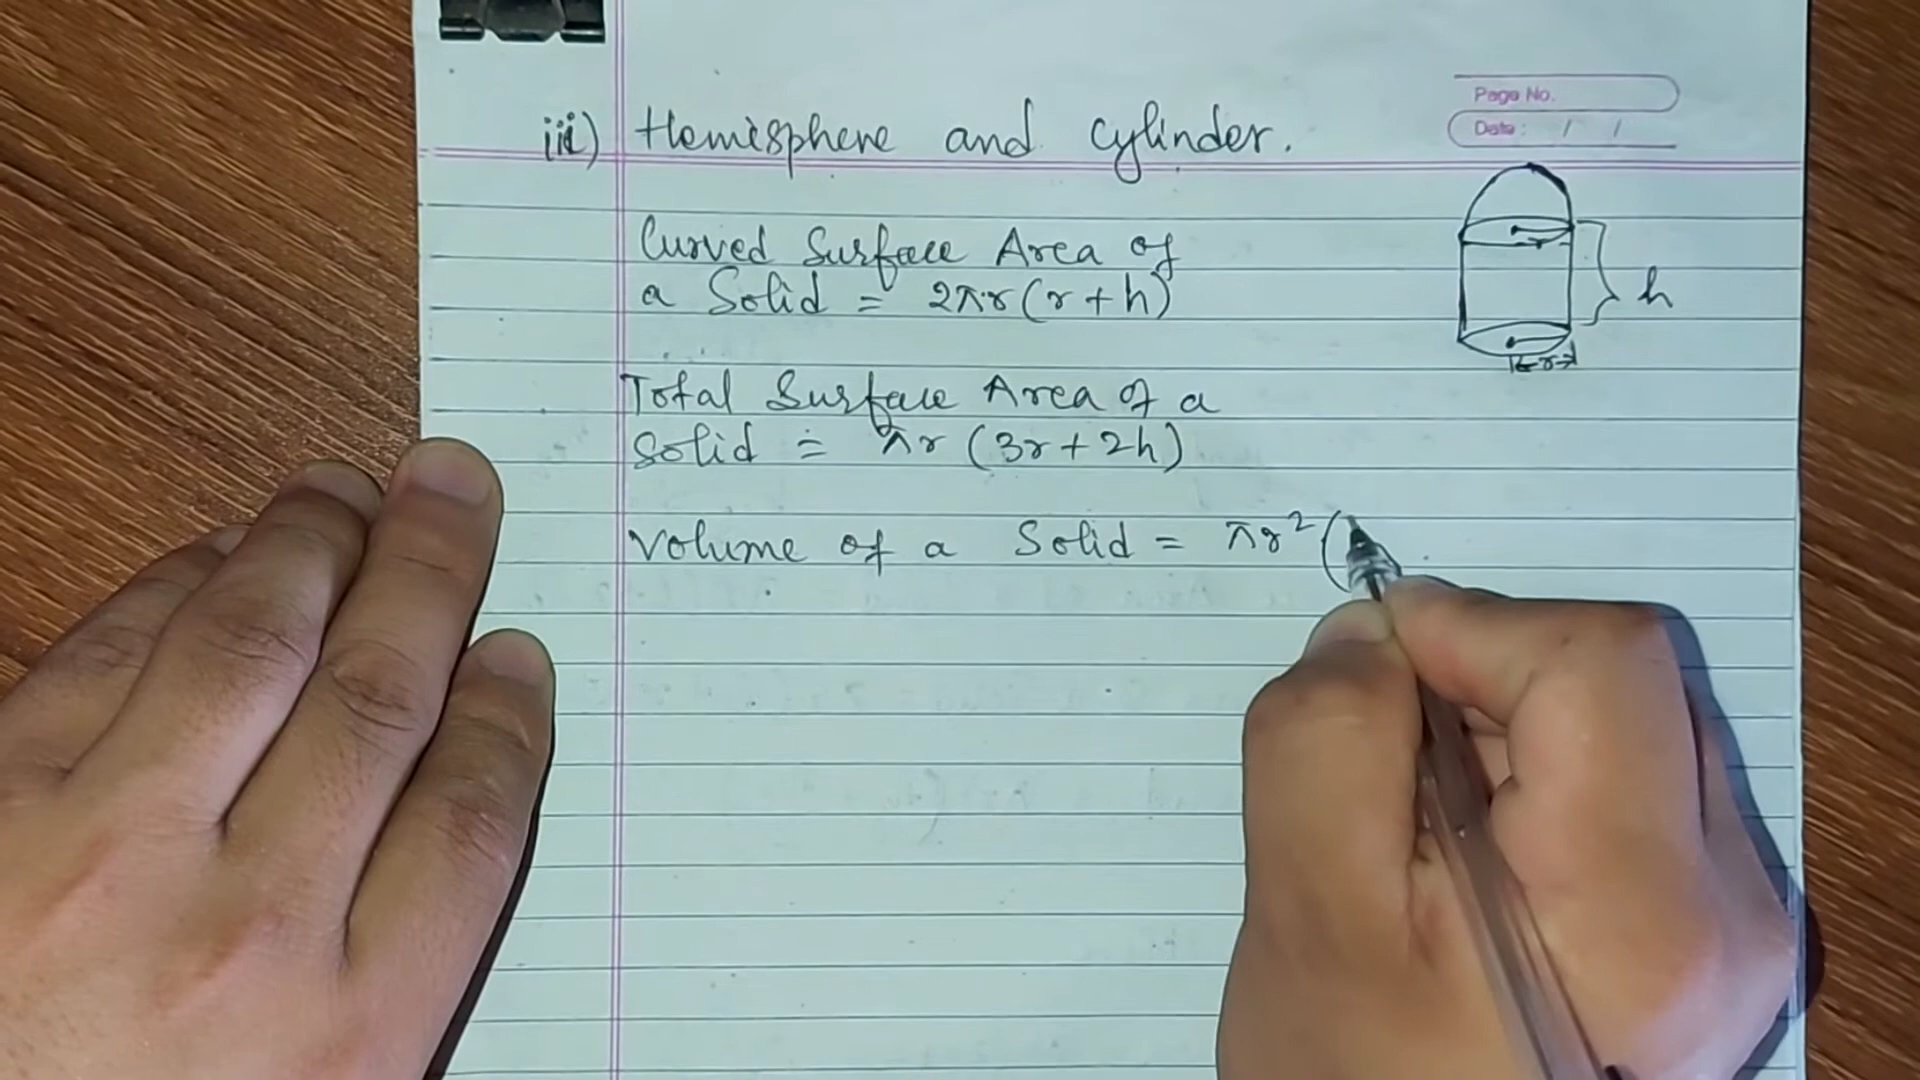 Page No.
Date: / /
iii) Hemisphere and Cylinder.
Curved Surface Area of
a Solid = 2πr(r+h)
h
r
Total Surface Area of a
Solid = πr (3r+2h)
Volume of a Solid = πr² (